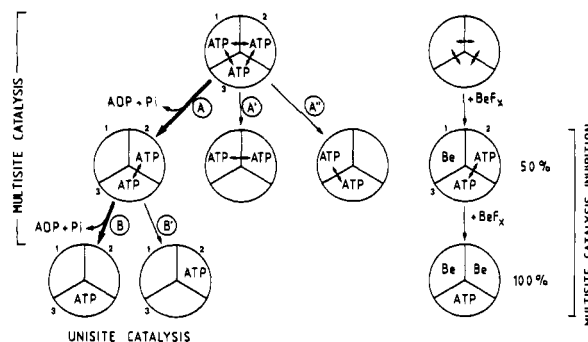 1 2
ATP ATP
ATP
3
ADP + Pi
A
A'
A"
+BeFx
MULTISITE CATALYSIS
1 2
ATP
ATP
3
ATP ATP
ATP
ATP
1 2
Be ATP
ATP
3
50%
ADP + Pi
B
B'
+BeFx
1 2
ATP
3
1 2
ATP
3
Be Be
ATP
100%
MULTISITE CATALYSIS INHIBITION
UNISITE CATALYSIS